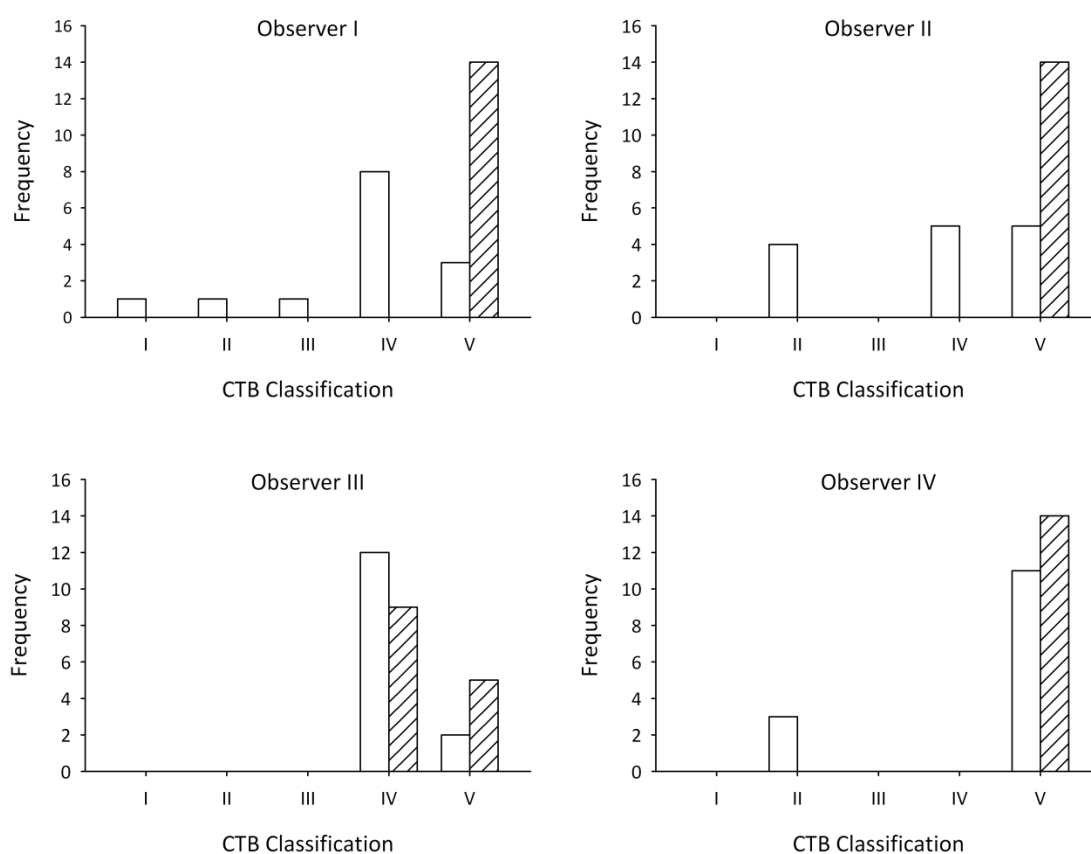 Observer I
Frequency
16
14
12
10
8
6
4
2
0
I II III IV V
CTB Classification
Observer II
Frequency
16
14
12
10
8
6
4
2
0
I II III IV V
CTB Classification
Observer III
Frequency
16
14
12
10
8
6
4
2
0
I II III IV V
CTB Classification
Observer IV
Frequency
16
14
12
10
8
6
4
2
0
I II III IV V
CTB Classification